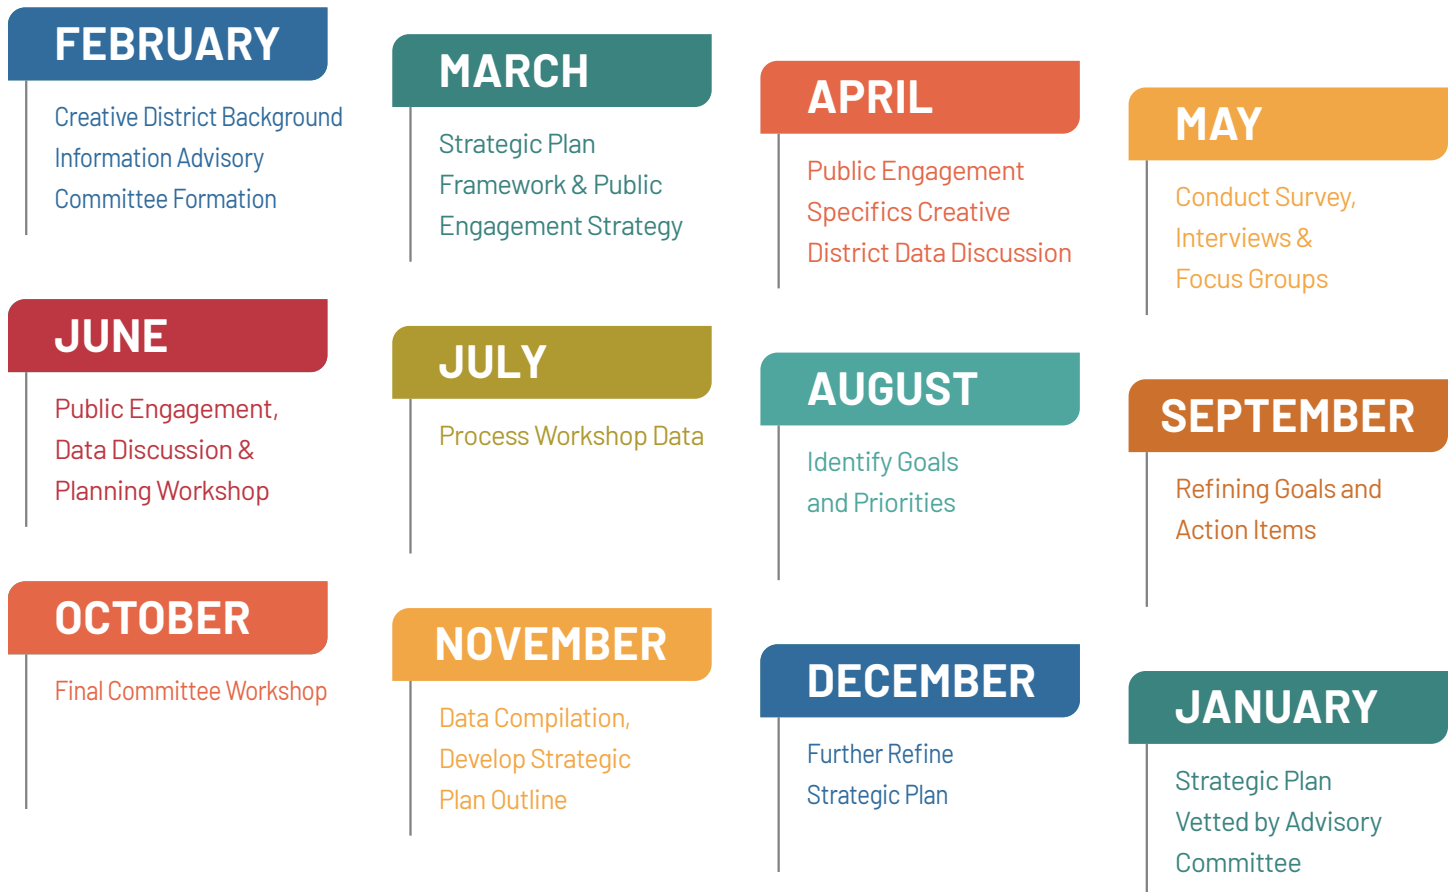 FEBRUARY
Creative District Background
Information Advisory
Committee Formation
MARCH
Strategic Plan
Framework & Public
Engagement Strategy
APRIL
Public Engagement
Specifics Creative
District Data Discussion
MAY
Conduct Survey,
Interviews &
Focus Groups
JUNE
Public Engagement,
Data Discussion &
Planning Workshop
JULY
Process Workshop Data
AUGUST
Identify Goals
and Priorities
SEPTEMBER
Refining Goals and
Action Items
OCTOBER
Final Committee Workshop
NOVEMBER
Data Compilation,
Develop Strategic
Plan Outline
DECEMBER
Further Refine
Strategic Plan
JANUARY
Strategic Plan
Vetted by Advisory
Committee